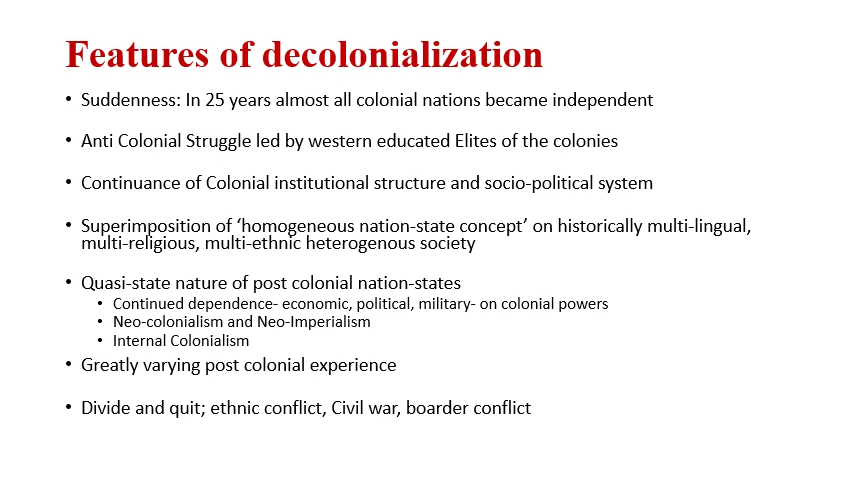 Features of decolonialization
• Suddenness: In 25 years almost all colonial nations became independent
• Anti Colonial Struggle led by western educated Elites of the colonies
• Continuance of Colonial institutional structure and socio-political system
• Superimposition of ‘homogeneous nation-state concept’ on historically multi-lingual,
multi-religious, multi-ethnic heterogenous society
• Quasi-state nature of post colonial nation-states
• Continued dependence- economic, political, military- on colonial powers
• Neo-colonialism and Neo-Imperialism
• Internal Colonialism
• Greatly varying post colonial experience
• Divide and quit; ethnic conflict, Civil war, boarder conflict